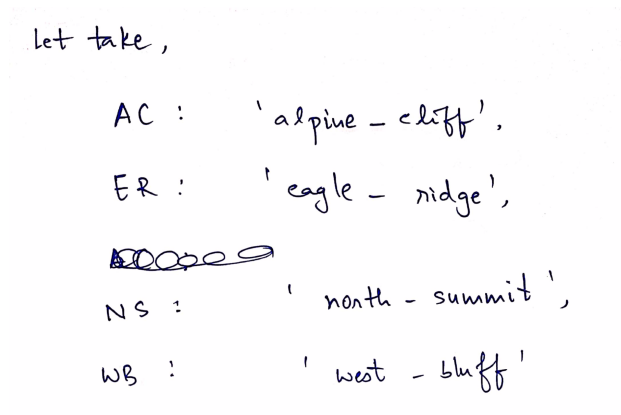 Let take,
AC : 'alpine - cliff',
ER : 'eagle - ridge',
NS : 'north - summit',
WB : 'west - bluff'